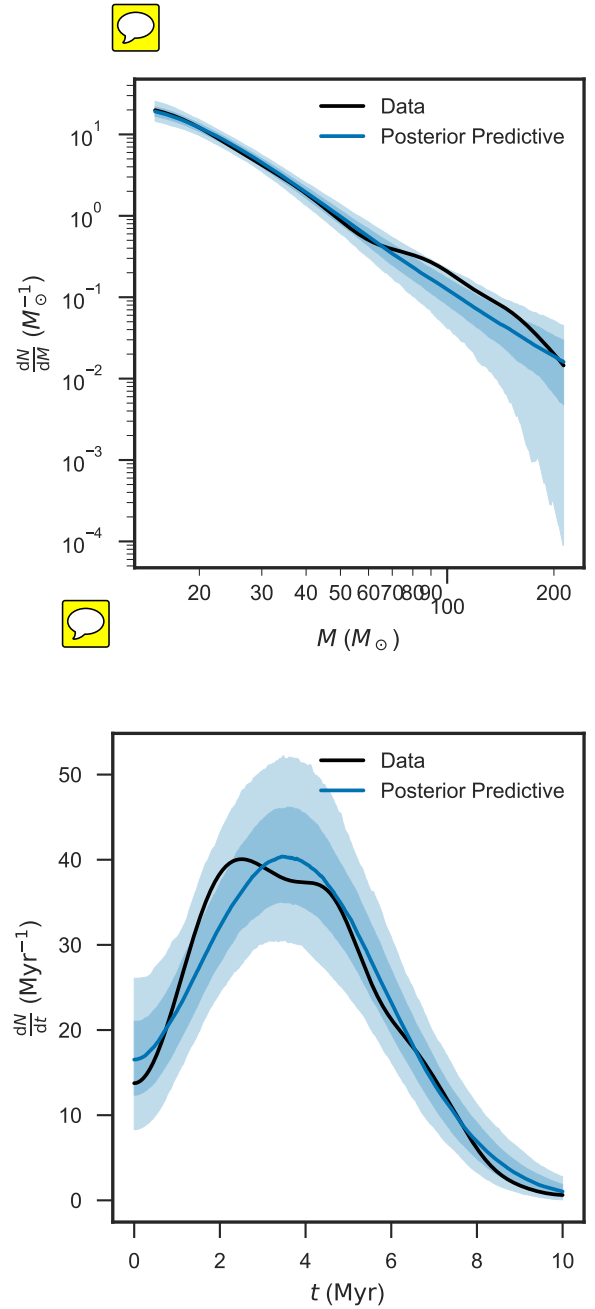 Data
Posterior Predictive
10^1
10^0
10^−1
10^−2
10^−3
10^−4
dN/dM (M_⊙^−1)
20 30 40 50 60 70 80 90 100 200
M (M_⊙)
Data
Posterior Predictive
50
40
30
20
10
0
dN/dt (Myr^−1)
0 2 4 6 8 10
t (Myr)